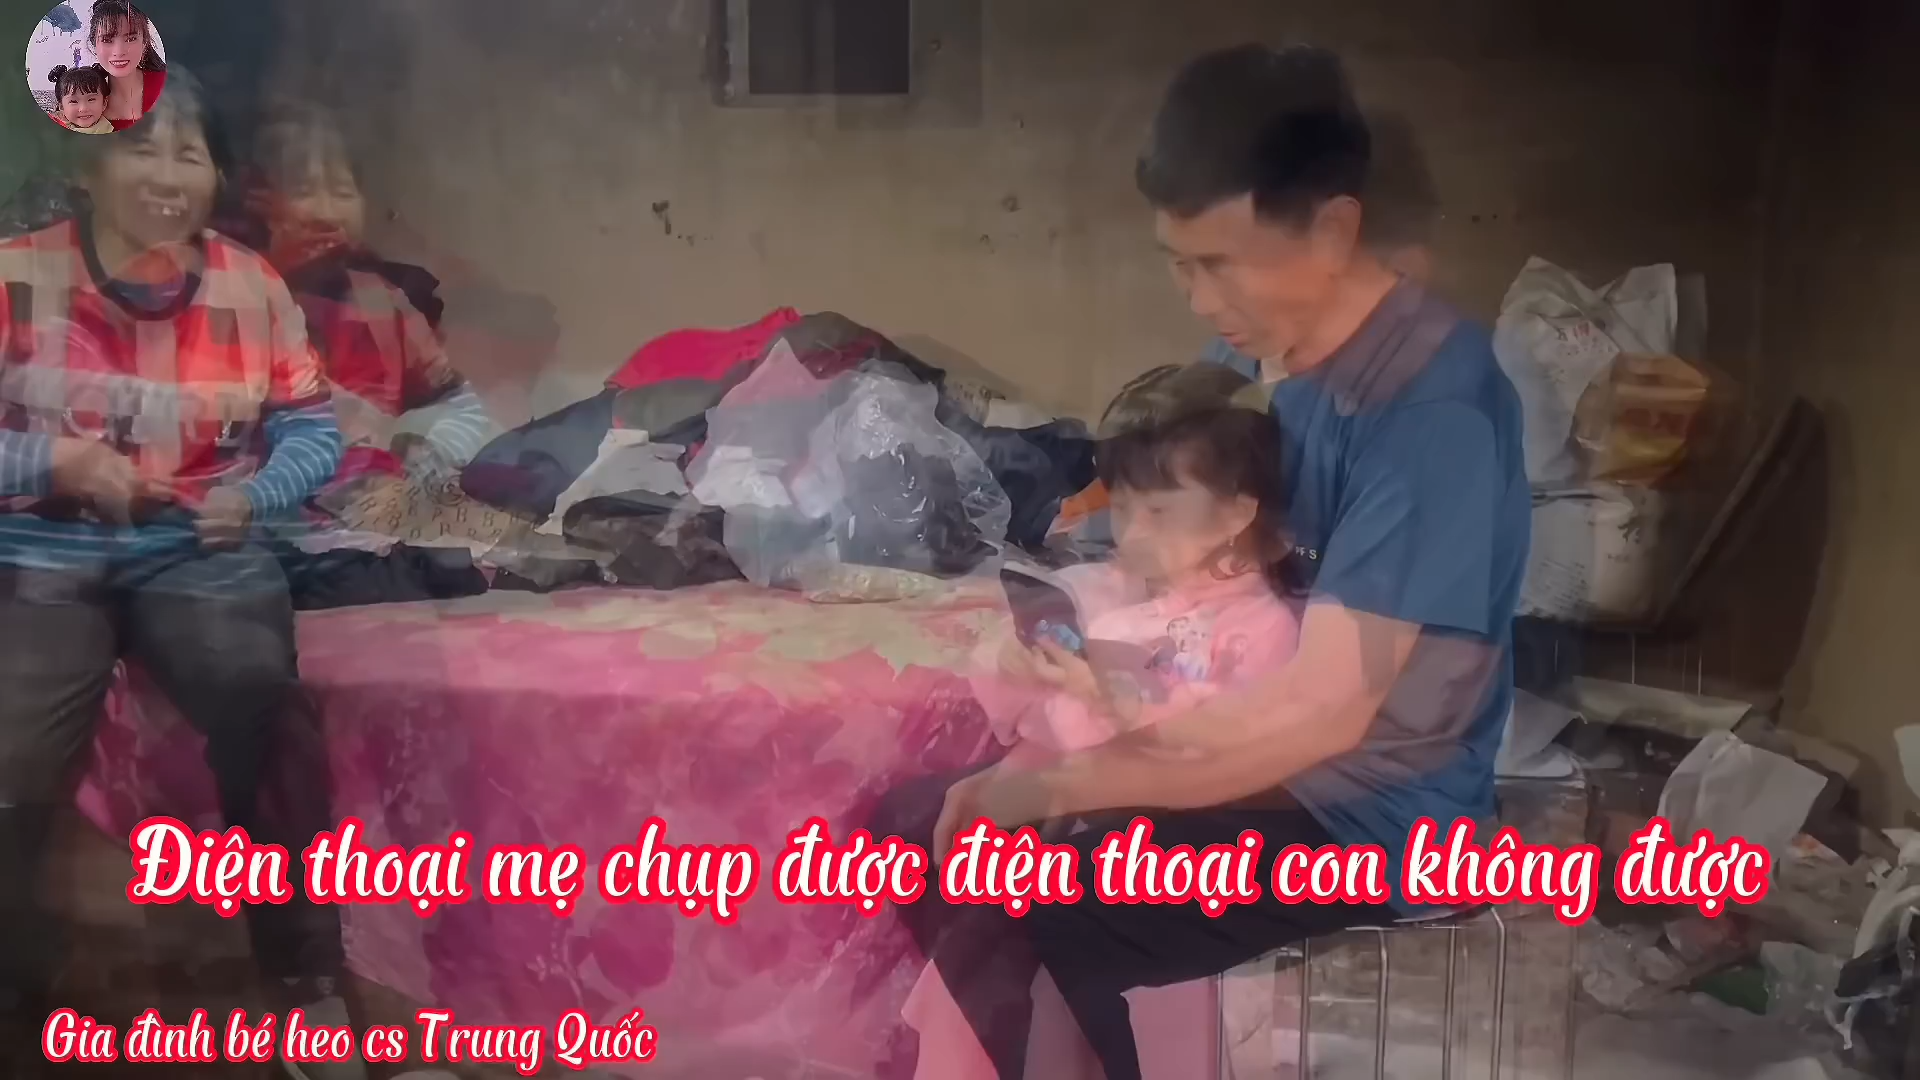 Điện thoại mẹ chụp được điện thoại con không được
Gia đình bé heo cs Trung Quốc